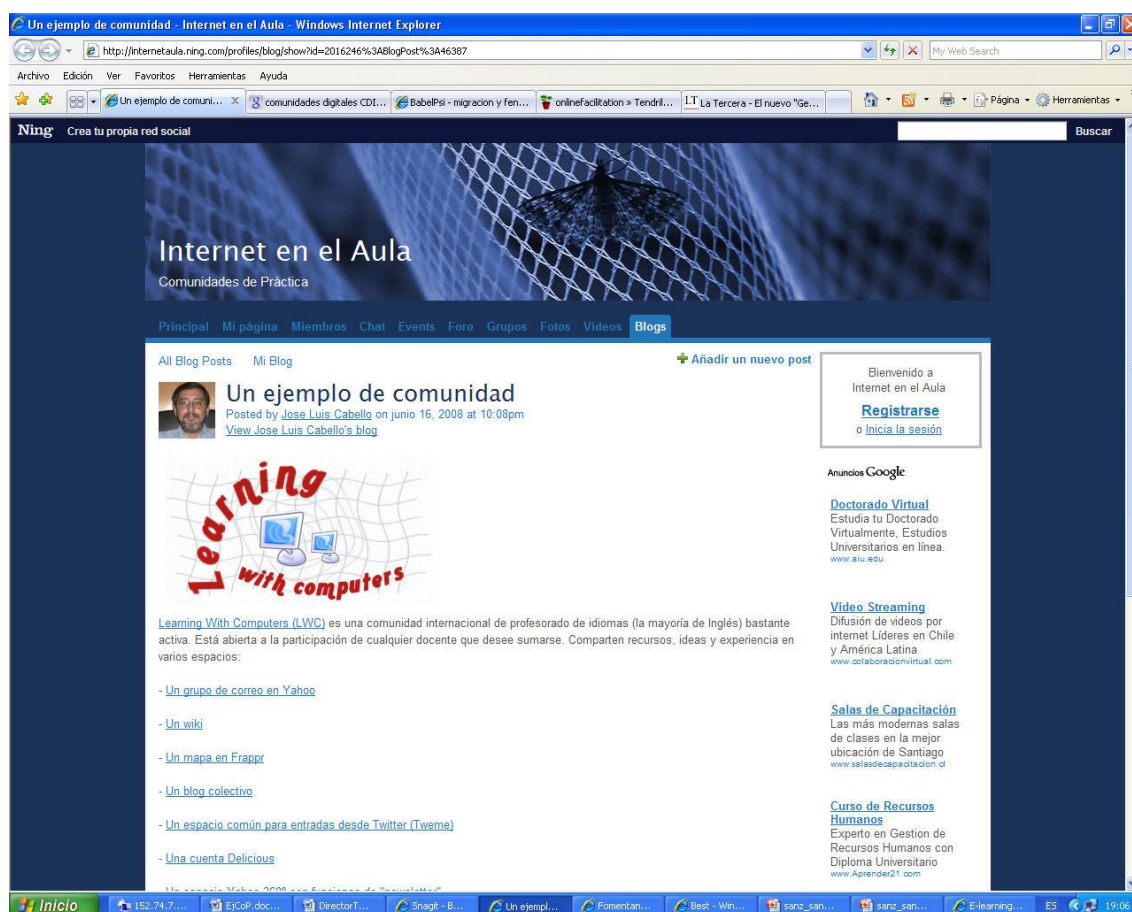 Un ejemplo de comunidad - Internet en el Aula - Windows Internet Explorer
http://internetaula.ning.com/profiles/blog/show?id=2016246%3ABlogPost%3A46387
My Web Search
Archivo Edición Ver Favoritos Herramientas Ayuda
Un ejemplo de comuni... comunidades digitales CDI... BabelPsi - migracion y fen... onlinefacilitation » Tendril... LT La Tercera - El nuevo "Ge... Página Herramientas
Ning Crea tu propia red social Buscar
Internet en el Aula
Comunidades de Práctica
Principal Mi página Miembros Chat Events Foro Grupos Fotos Videos Blogs
All Blog Posts Mi Blog Añadir un nuevo post
Un ejemplo de comunidad
Posted by Jose Luis Cabello on junio 16, 2008 at 10:08pm
View Jose Luis Cabello's blog
Learning
with computers
Learning With Computers (LWC) es una comunidad internacional de profesorado de idiomas (la mayoría de Inglés) bastante
activa. Está abierta a la participación de cualquier docente que desee sumarse. Comparten recursos, ideas y experiencia en
varios espacios:
- Un grupo de correo en Yahoo
- Un wiki
- Un mapa en Frappr
- Un blog colectivo
- Un espacio común para entradas desde Twitter (Tweme)
- Una cuenta Delicious
Bienvenido a
Internet en el Aula
Registrarse
o Inicia la sesión
Anuncios Google
Doctorado Virtual
Estudia tu Doctorado
Virtualmente, Estudios
Universitarios en línea.
www.aiu.edu
Video Streaming
Difusión de videos por
internet Líderes en Chile
y América Latina
www.colaboracionvirtual.com
Salas de Capacitación
Las más modernas salas
de clases en la mejor
ubicación de Santiago
www.salasdecapacitacion.cl
Curso de Recursos
Humanos
Experto en Gestion de
Recursos Humanos con
Diploma Universitario
www.Aprender21.com
Inicio 152.74.7.... EjCoP.doc... DirectorT... Snagit - B... Un ejempl... Fomentan... Best - Win... sanz_san... sanz_san... E-learning... ES 19:06